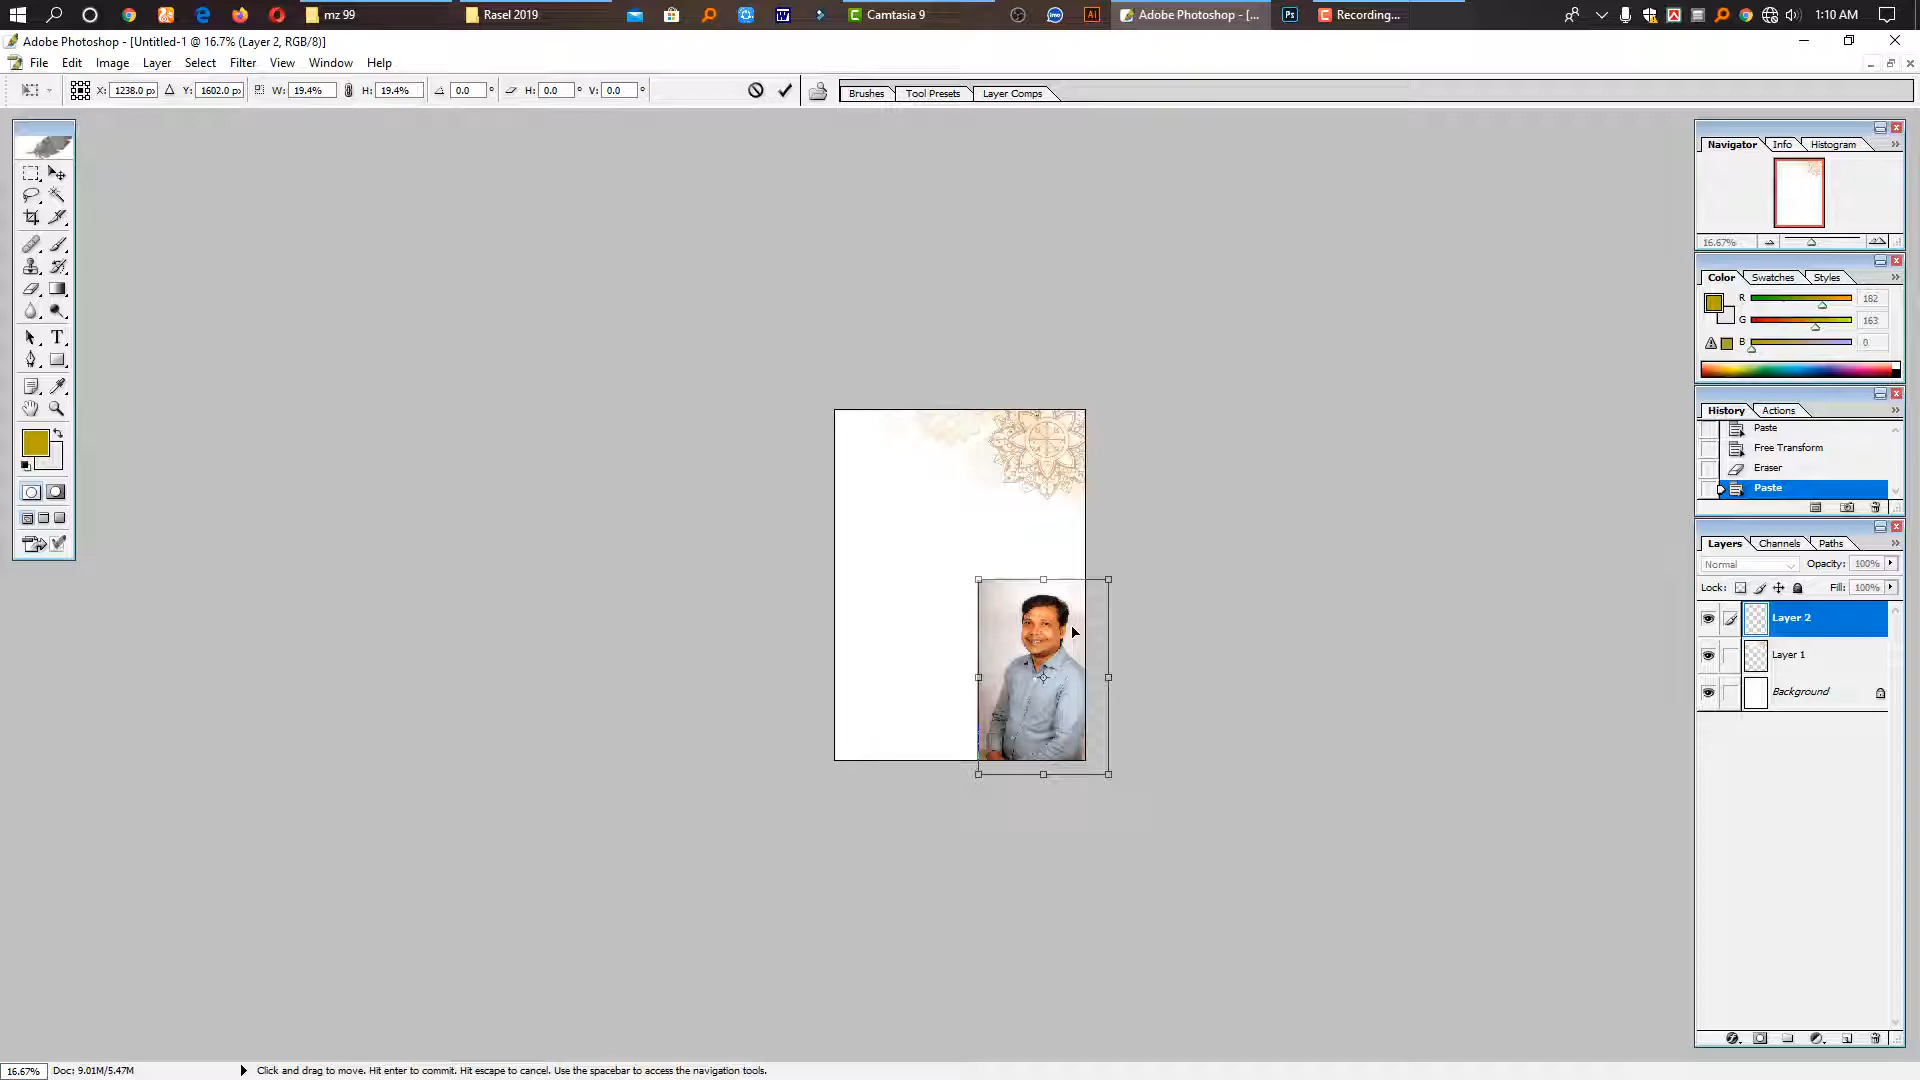 mz 99
Rasel 2019
Camtasia 9
Adobe Photoshop - [...
Recording...
1:10 AM
Adobe Photoshop - [Untitled-1 @ 16.7% (Layer 2, RGB/8)]
File Edit Image Layer Select Filter View Window Help
X: 1238.0 px Y: 1602.0 px W: 19.4% H: 19.4% 0.0 ° H: 0.0 ° V: 0.0 °
Brushes Tool Presets Layer Comps
Navigator Info Histogram
16.67%
Color Swatches Styles
R 182
G 163
B 0
History Actions
Paste
Free Transform
Eraser
Paste
Layers Channels Paths
Normal Opacity: 100%
Lock: Fill: 100%
Layer 2
Layer 1
Background
16.67% Doc: 9.01M/5.47M Click and drag to move. Hit enter to commit. Hit escape to cancel. Use the spacebar to access the navigation tools.